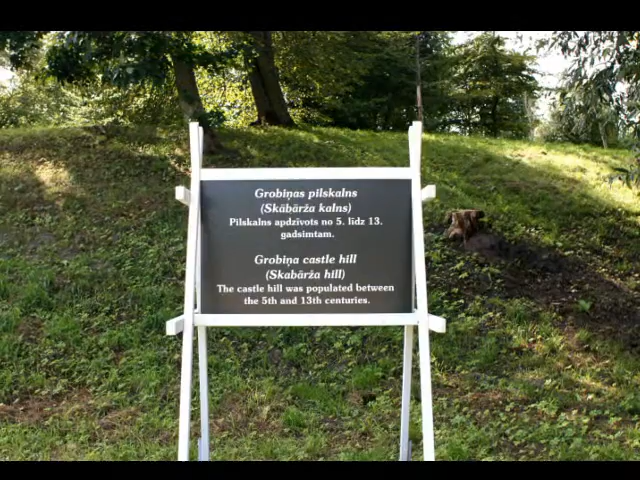 Grobiņas pilskalns
(Skābārža kalns)
Pilskalns apdzīvots no 5. līdz 13.
gadsimtam.
Grobiņa castle hill
(Skabārža hill)
The castle hill was populated between
the 5th and 13th centuries.